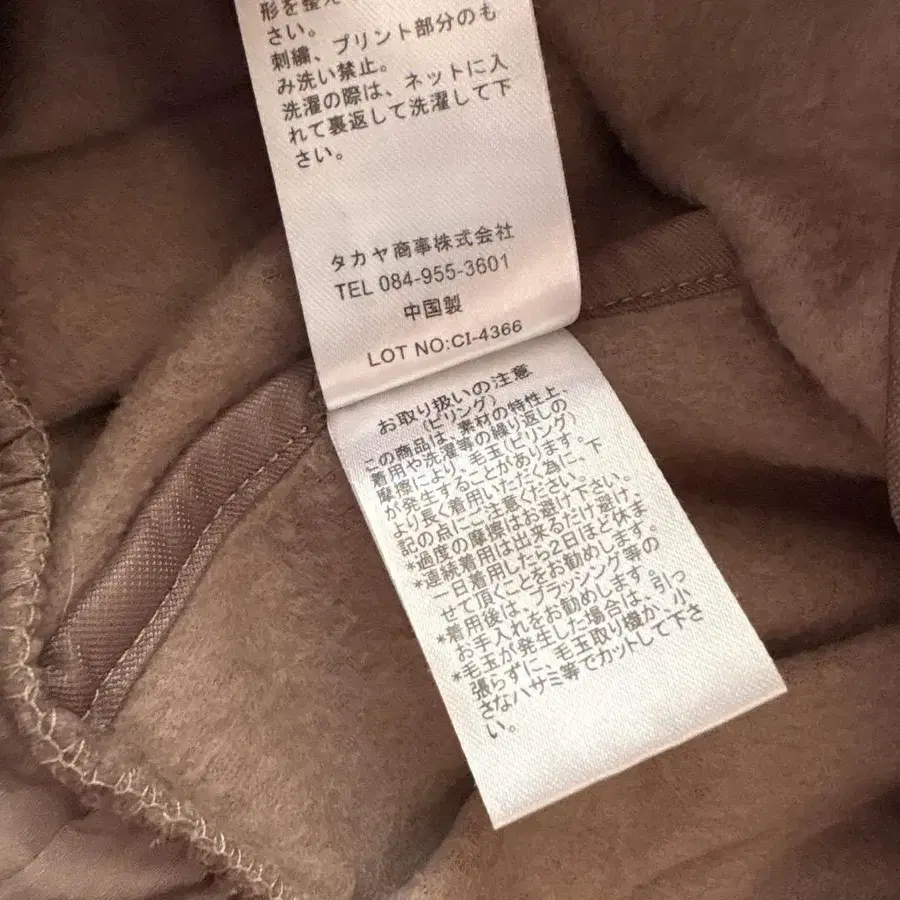 形を整え
さい。
刺繍、プリント部分のも
み洗い禁止。
洗濯の際は、ネットに入
れて裏返して洗濯して下
さい。
タカヤ商事株式会社
TEL 084-955-3601
中国製
LOT NO:CI-4366
お取り扱いの注意
(ピリング)
この商品は、素材の特性上、
着用や洗濯等の繰り返しの
摩擦により、毛玉(ピリング)
が発生することがあります。
より長く着用いただく為に、下
記の点にご注意ください。
*過度の摩擦はお避け下さい。
*連続着用は出来るだけ避け、
一日着用したら2日ほど休ま
せて頂くことをお勧めします。
*着用後は、ブラッシング等の
お手入れをお勧めします。
*毛玉が発生した場合は、引っ
張らずに、毛玉取り機か、小
さなハサミ等でカットして下さ
い。